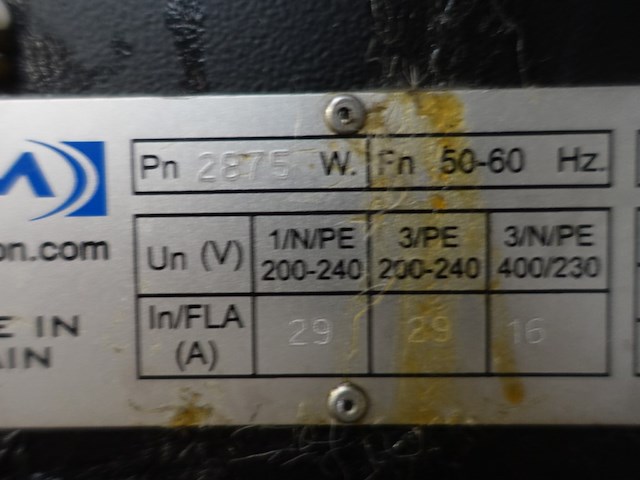 Pn 2875 W. Fn 50-60 Hz.
on.com
Un (V) 1/N/PE 200-240 3/PE 200-240 3/N/PE 400/230
E IN
AIN
In/FLA (A) 29 29 16